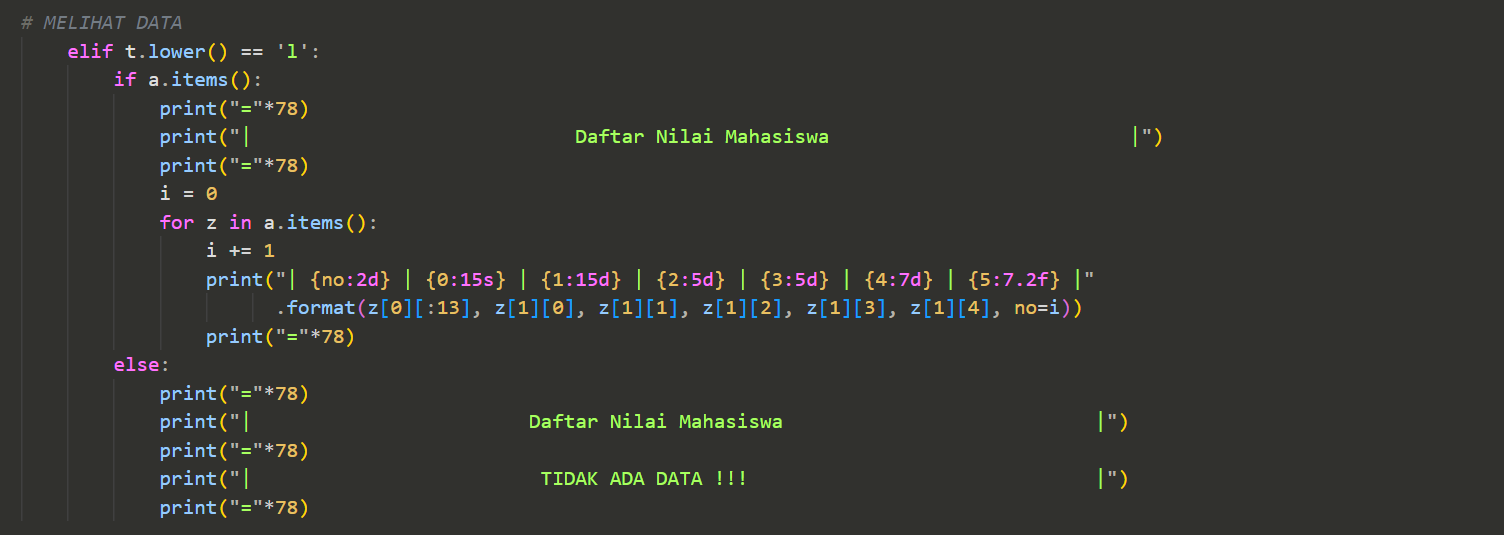 # MELIHAT DATA
    elif t.lower() == 'l':
        if a.items():
            print("="*78)
            print("|                            Daftar Nilai Mahasiswa                          |")
            print("="*78)
            i = 0
            for z in a.items():
                i += 1
                print("| {no:2d} | {0:15s} | {1:15d} | {2:5d} | {3:5d} | {4:7d} | {5:7.2f} |"
                      .format(z[0][:13], z[1][0], z[1][1], z[1][2], z[1][3], z[1][4], no=i))
                print("="*78)
        else:
            print("="*78)
            print("|                        Daftar Nilai Mahasiswa                           |")
            print("="*78)
            print("|                         TIDAK ADA DATA !!!                              |")
            print("="*78)